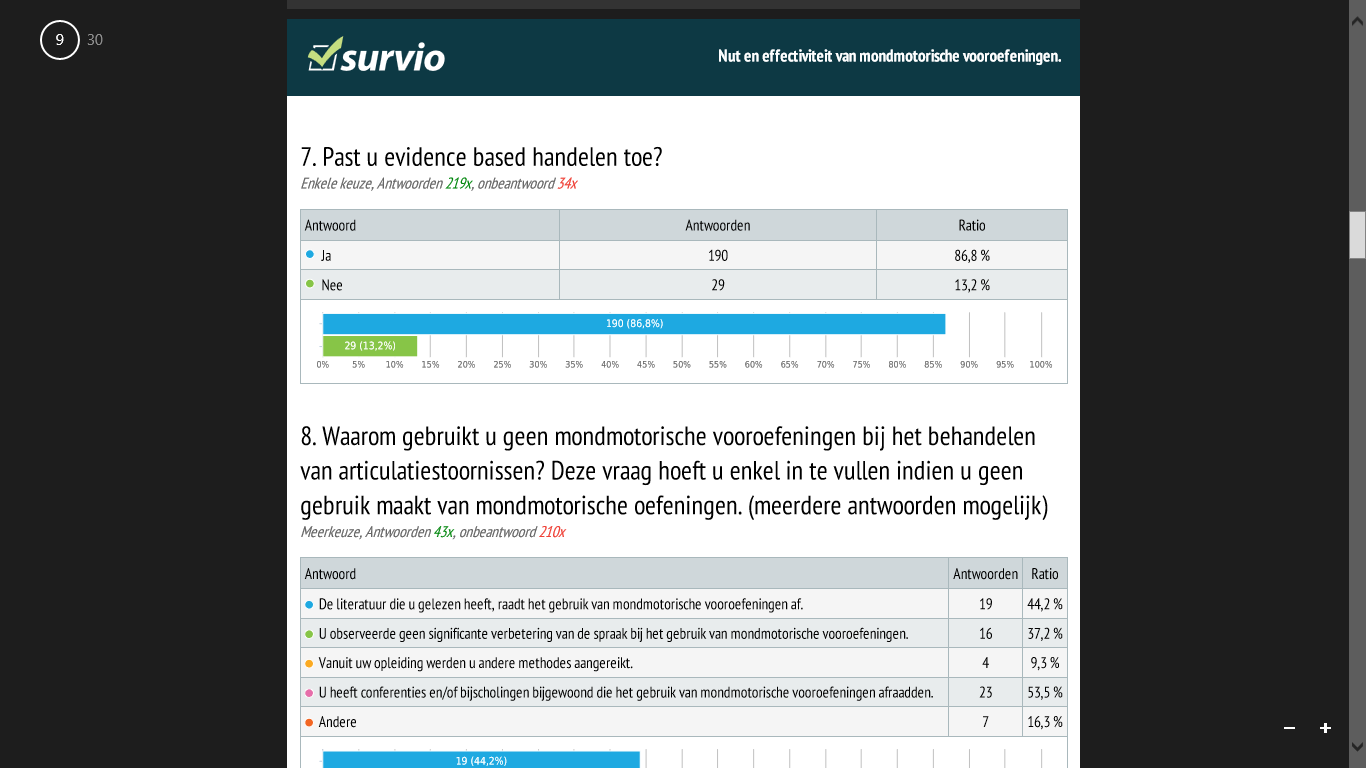 9 30
survio
Nut en effectiviteit van mondmotorische vooroefeningen.
7. Past u evidence based handelen toe?
Enkele keuze, Antwoorden 219x, onbeantwoord 34x
Antwoord Antwoorden Ratio
Ja 190 86,8 %
Nee 29 13,2 %
190 (86,8%)
29 (13,2%)
0% 5% 10% 15% 20% 25% 30% 35% 40% 45% 50% 55% 60% 65% 70% 75% 80% 85% 90% 95% 100%
8. Waarom gebruikt u geen mondmotorische vooroefeningen bij het behandelen
van articulatiestoornissen? Deze vraag hoeft u enkel in te vullen indien u geen
gebruik maakt van mondmotorische oefeningen. (meerdere antwoorden mogelijk)
Meerkeuze, Antwoorden 43x, onbeantwoord 210x
Antwoord Antwoorden Ratio
De literatuur die u gelezen heeft, raadt het gebruik van mondmotorische vooroefeningen af. 19 44,2 %
U observeerde geen significante verbetering van de spraak bij het gebruik van mondmotorische vooroefeningen. 16 37,2 %
Vanuit uw opleiding werden u andere methodes aangereikt. 4 9,3 %
U heeft conferenties en/of bijscholingen bijgewoond die het gebruik van mondmotorische vooroefeningen afraadden. 23 53,5 %
Andere 7 16,3 %
19 (44,2%)